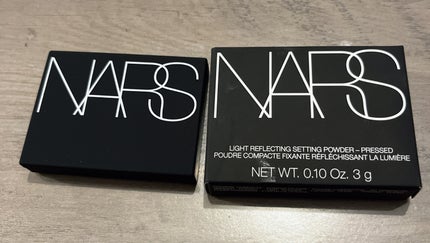 NARS
NARS
LIGHT REFLECTING SETTING POWDER – PRESSED
POUDRE COMPACTE FIXANTE RÉFLÉCHISSANT LA LUMIÈRE
NET WT. 0.10 Oz. 3 g